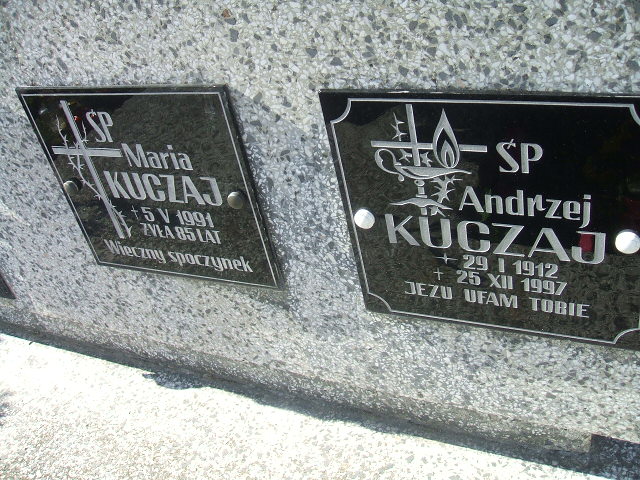 ŚP
Maria
KUCZAJ
+ 5 V 1991
ŻYŁA 85 LAT
Wieczny spoczynek
ŚP
Andrzej
KUCZAJ
+ 29 I 1912
+ 25 XII 1997
JEZU UFAM TOBIE